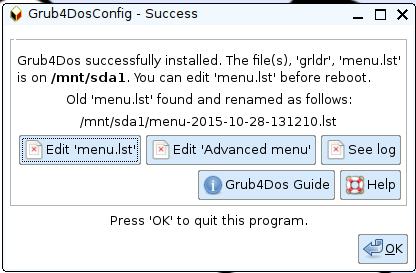 Grub4DosConfig - Success
Grub4Dos successfully installed. The file(s), 'grldr', 'menu.lst'
is on /mnt/sda1. You can edit 'menu.lst' before reboot.
Old 'menu.lst' found and renamed as follows:
/mnt/sda1/menu-2015-10-28-131210.lst
Edit 'menu.lst' Edit 'Advanced menu' See log
Grub4Dos Guide Help
Press 'OK' to quit this program.
OK